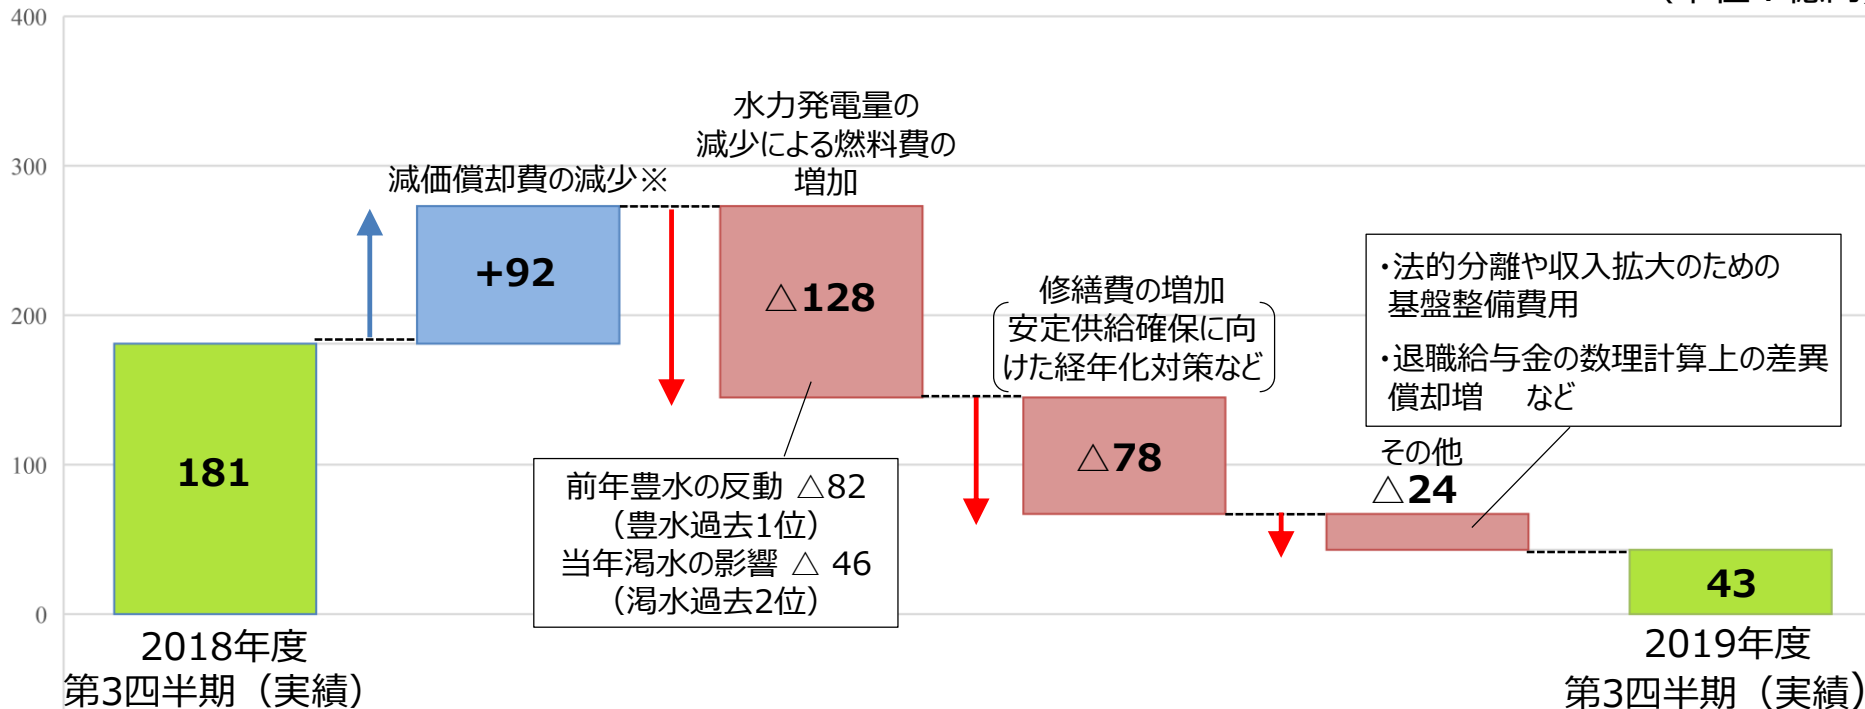 400
300
200
100
0
181
2018年度
第3四半期（実績）
減価償却費の減少※
+92
水力発電量の
減少による燃料費の
増加
△128
前年豊水の反動 △82
（豊水過去1位）
当年渇水の影響 △ 46
（渇水過去2位）
修繕費の増加
安定供給確保に向
けた経年化対策など
△78
・法的分離や収入拡大のための
基盤整備費用
・退職給与金の数理計算上の差異
償却増 など
その他
△24
43
2019年度
第3四半期（実績）